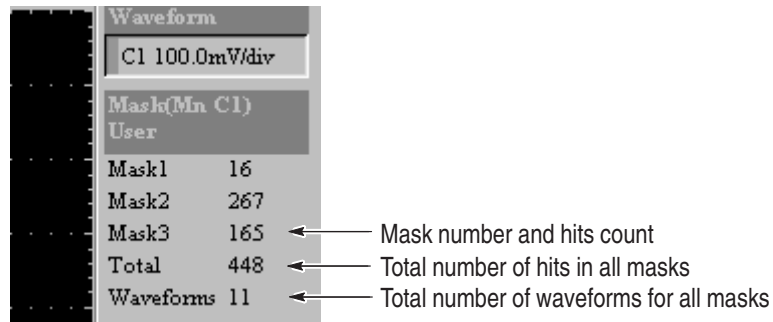 Waveform
C1 100.0mV/div
Mask(Mn C1)
User
Mask1 16
Mask2 267
Mask3 165 Mask number and hits count
Total 448 Total number of hits in all masks
Waveforms 11 Total number of waveforms for all masks